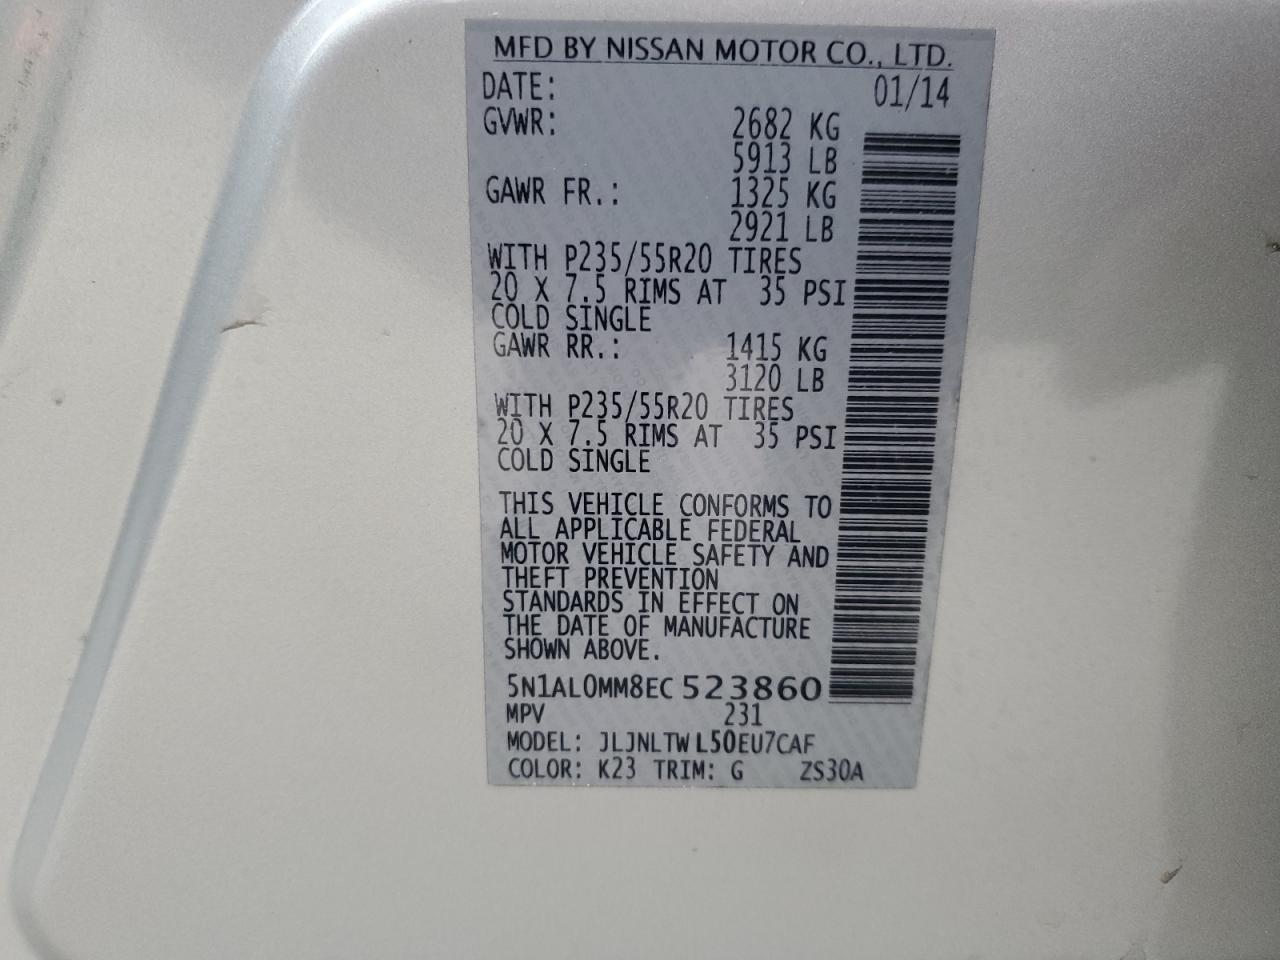 MFD BY NISSAN MOTOR CO., LTD.
DATE: 01/14
GVWR: 2682 KG
5913 LB
GAWR FR.: 1325 KG
2921 LB
WITH P235/55R20 TIRES
20 X 7.5 RIMS AT 35 PSI
COLD SINGLE
GAWR RR.: 1415 KG
3120 LB
WITH P235/55R20 TIRES
20 X 7.5 RIMS AT 35 PSI
COLD SINGLE
THIS VEHICLE CONFORMS TO
ALL APPLICABLE FEDERAL
MOTOR VEHICLE SAFETY AND
THEFT PREVENTION
STANDARDS IN EFFECT ON
THE DATE OF MANUFACTURE
SHOWN ABOVE.
5N1AL0MM8EC 523860
MPV 231
MODEL: JLJNLTW L50EU7CAF
COLOR: K23 TRIM: G ZS30A